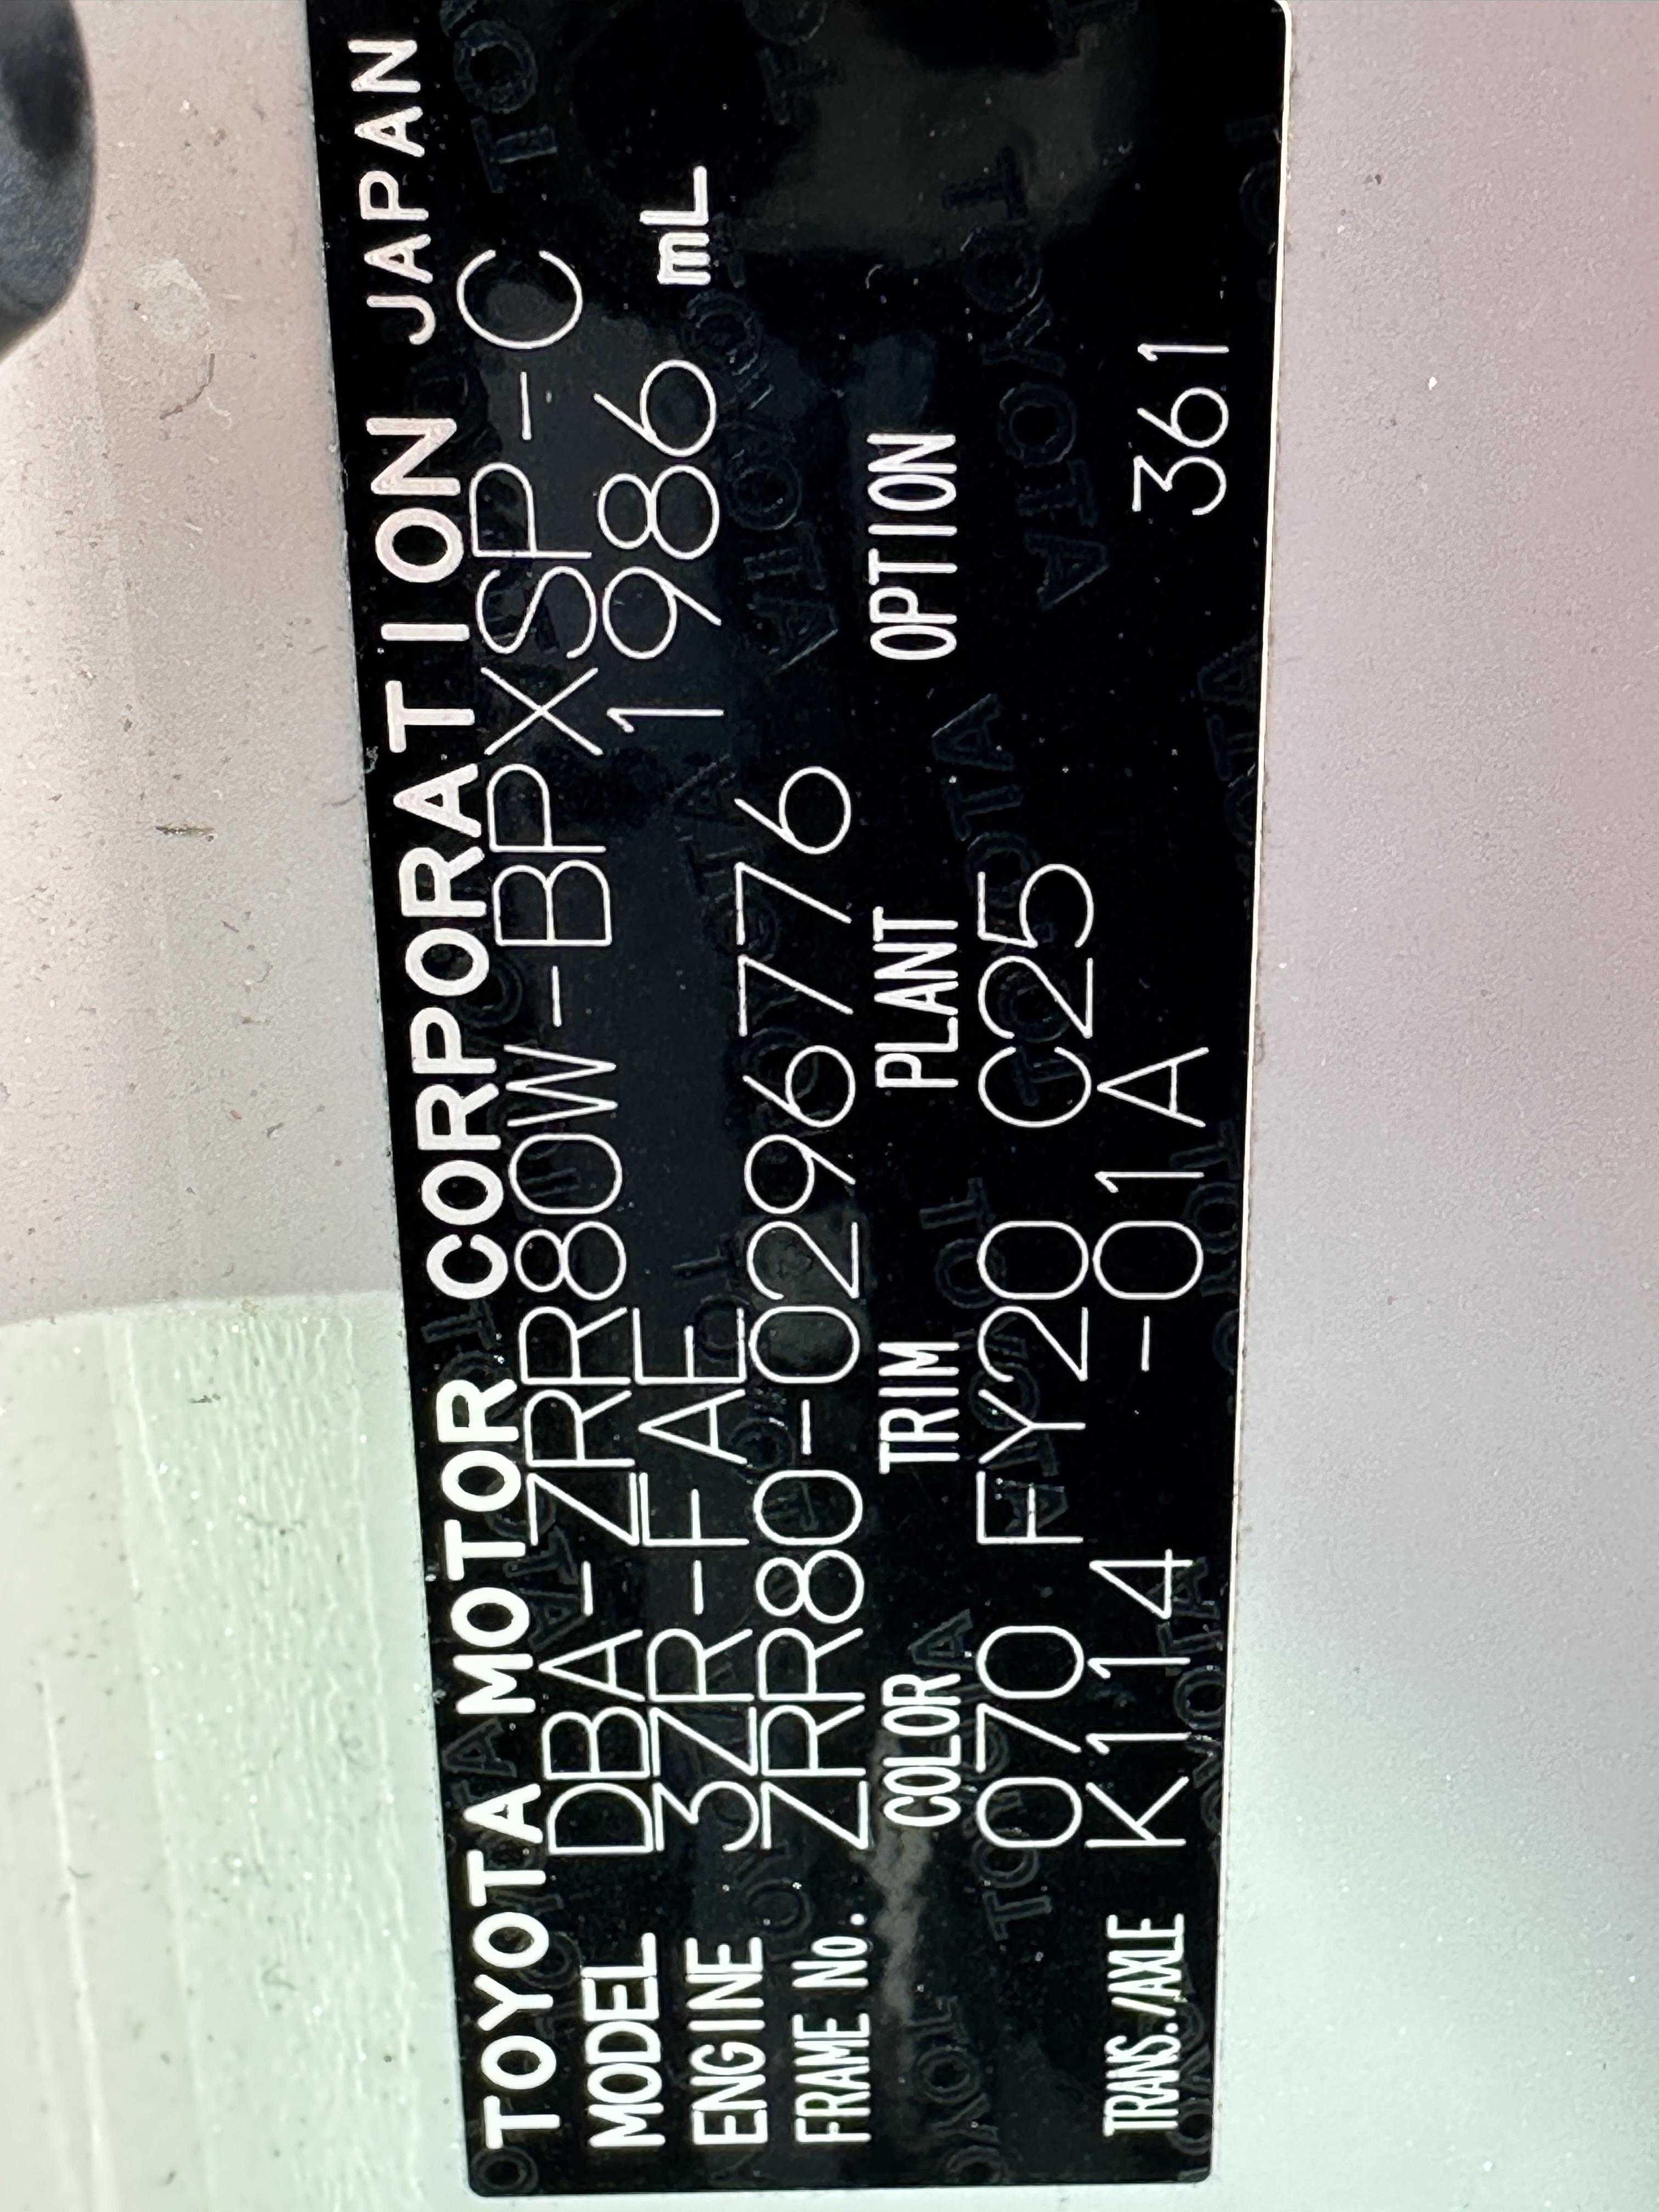 TOYOTA MOTOR CORPORATION JAPAN
MODEL DBA-ZRR80W-BPXSP-C
ENGINE 3ZR-FAE 1986 mL
FRAME No. ZRR80-0296776
COLOR TRIM PLANT OPTION
070 FY20 C25
TRANS./AXLE K114 -01A 361